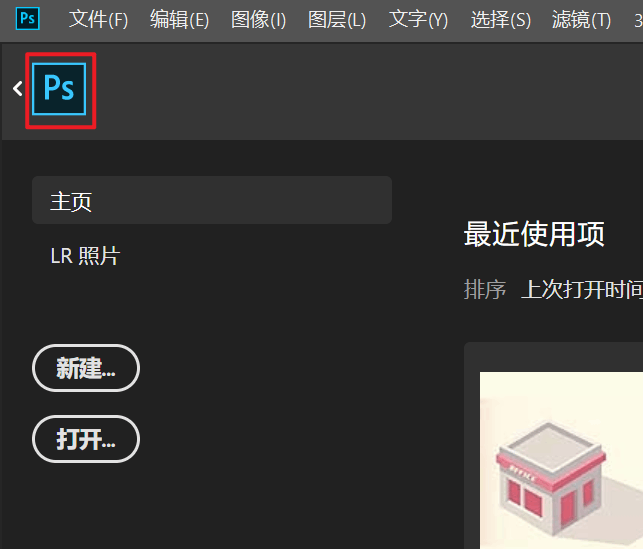 Ps 文件(F) 编辑(E) 图像(I) 图层(L) 文字(Y) 选择(S) 滤镜(T) 3
Ps
主页
LR 照片
最近使用项
排序 上次打开时间
新建...
打开...
OFFICE